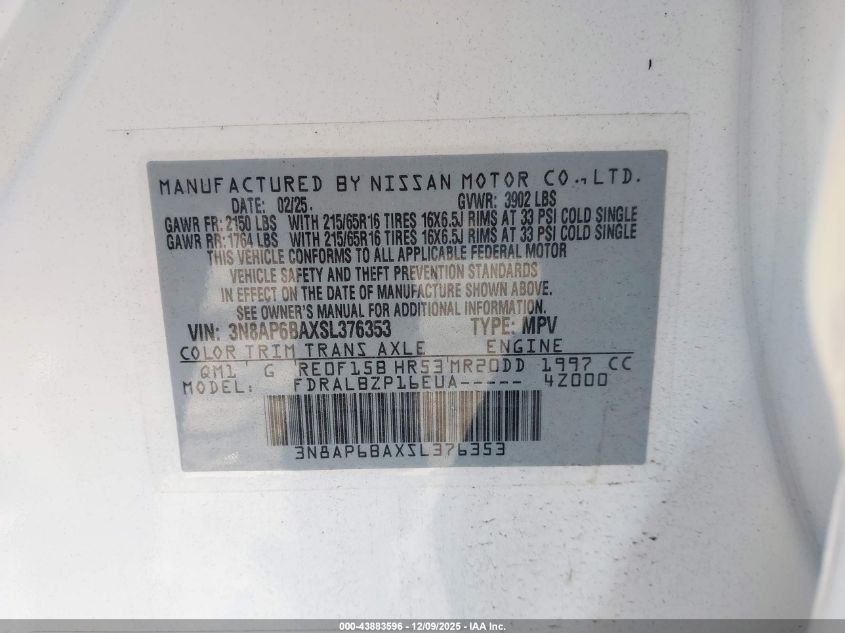 MANUFACTURED BY NISSAN MOTOR CO., LTD.
DATE: 02/25. GVWR: 3902 LBS
GAWR FR: 2150 LBS WITH 215/65R16 TIRES 16X6.5J RIMS AT 33 PSI COLD SINGLE
GAWR RR: 1764 LBS WITH 215/65R16 TIRES 16X6.5J RIMS AT 33 PSI COLD SINGLE
THIS VEHICLE CONFORMS TO ALL APPLICABLE FEDERAL MOTOR
VEHICLE SAFETY AND THEFT PREVENTION STANDARDS
IN EFFECT ON THE DATE OF MANUFACTURE SHOWN ABOVE.
SEE OWNER'S MANUAL FOR ADDITIONAL INFORMATION.
VIN: 3N8AP6BAXSL376353 TYPE: MPV
COLOR TRIM TRANS AXLE ENGINE
QM1 G RE0F15B HR53 MR20DD 1997 CC
MODEL: FDRALBZP16EUA----- 4Z000
3N8AP6BAXSL376353
000-43883596 - 12/09/2025 - IAA Inc.